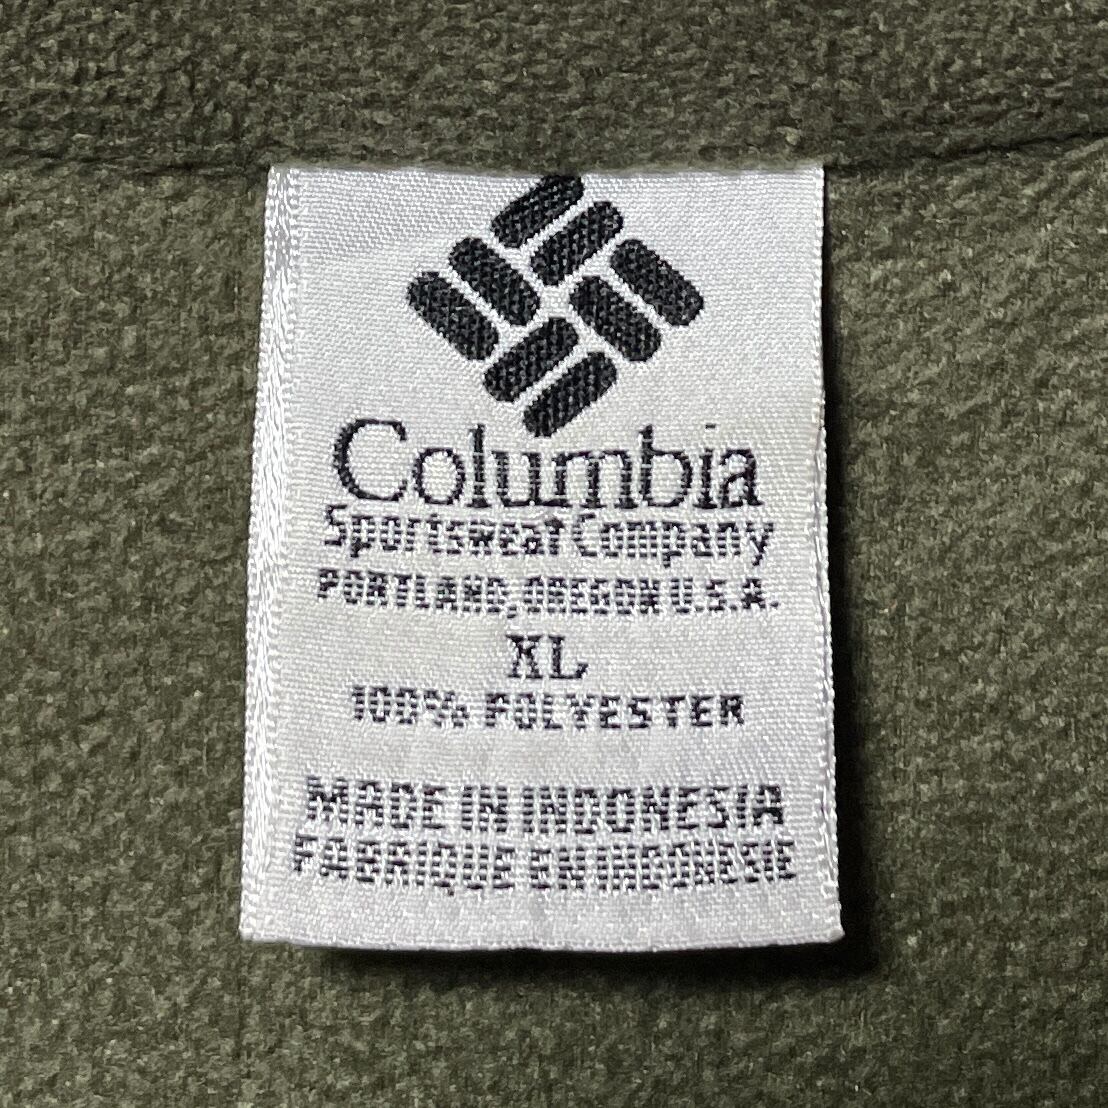 Columbia
Sportswear Company
PORTLAND, OREGON U.S.A.
XL
100% POLYESTER
MADE IN INDONESIA
FABRIQUE EN INDONESIE